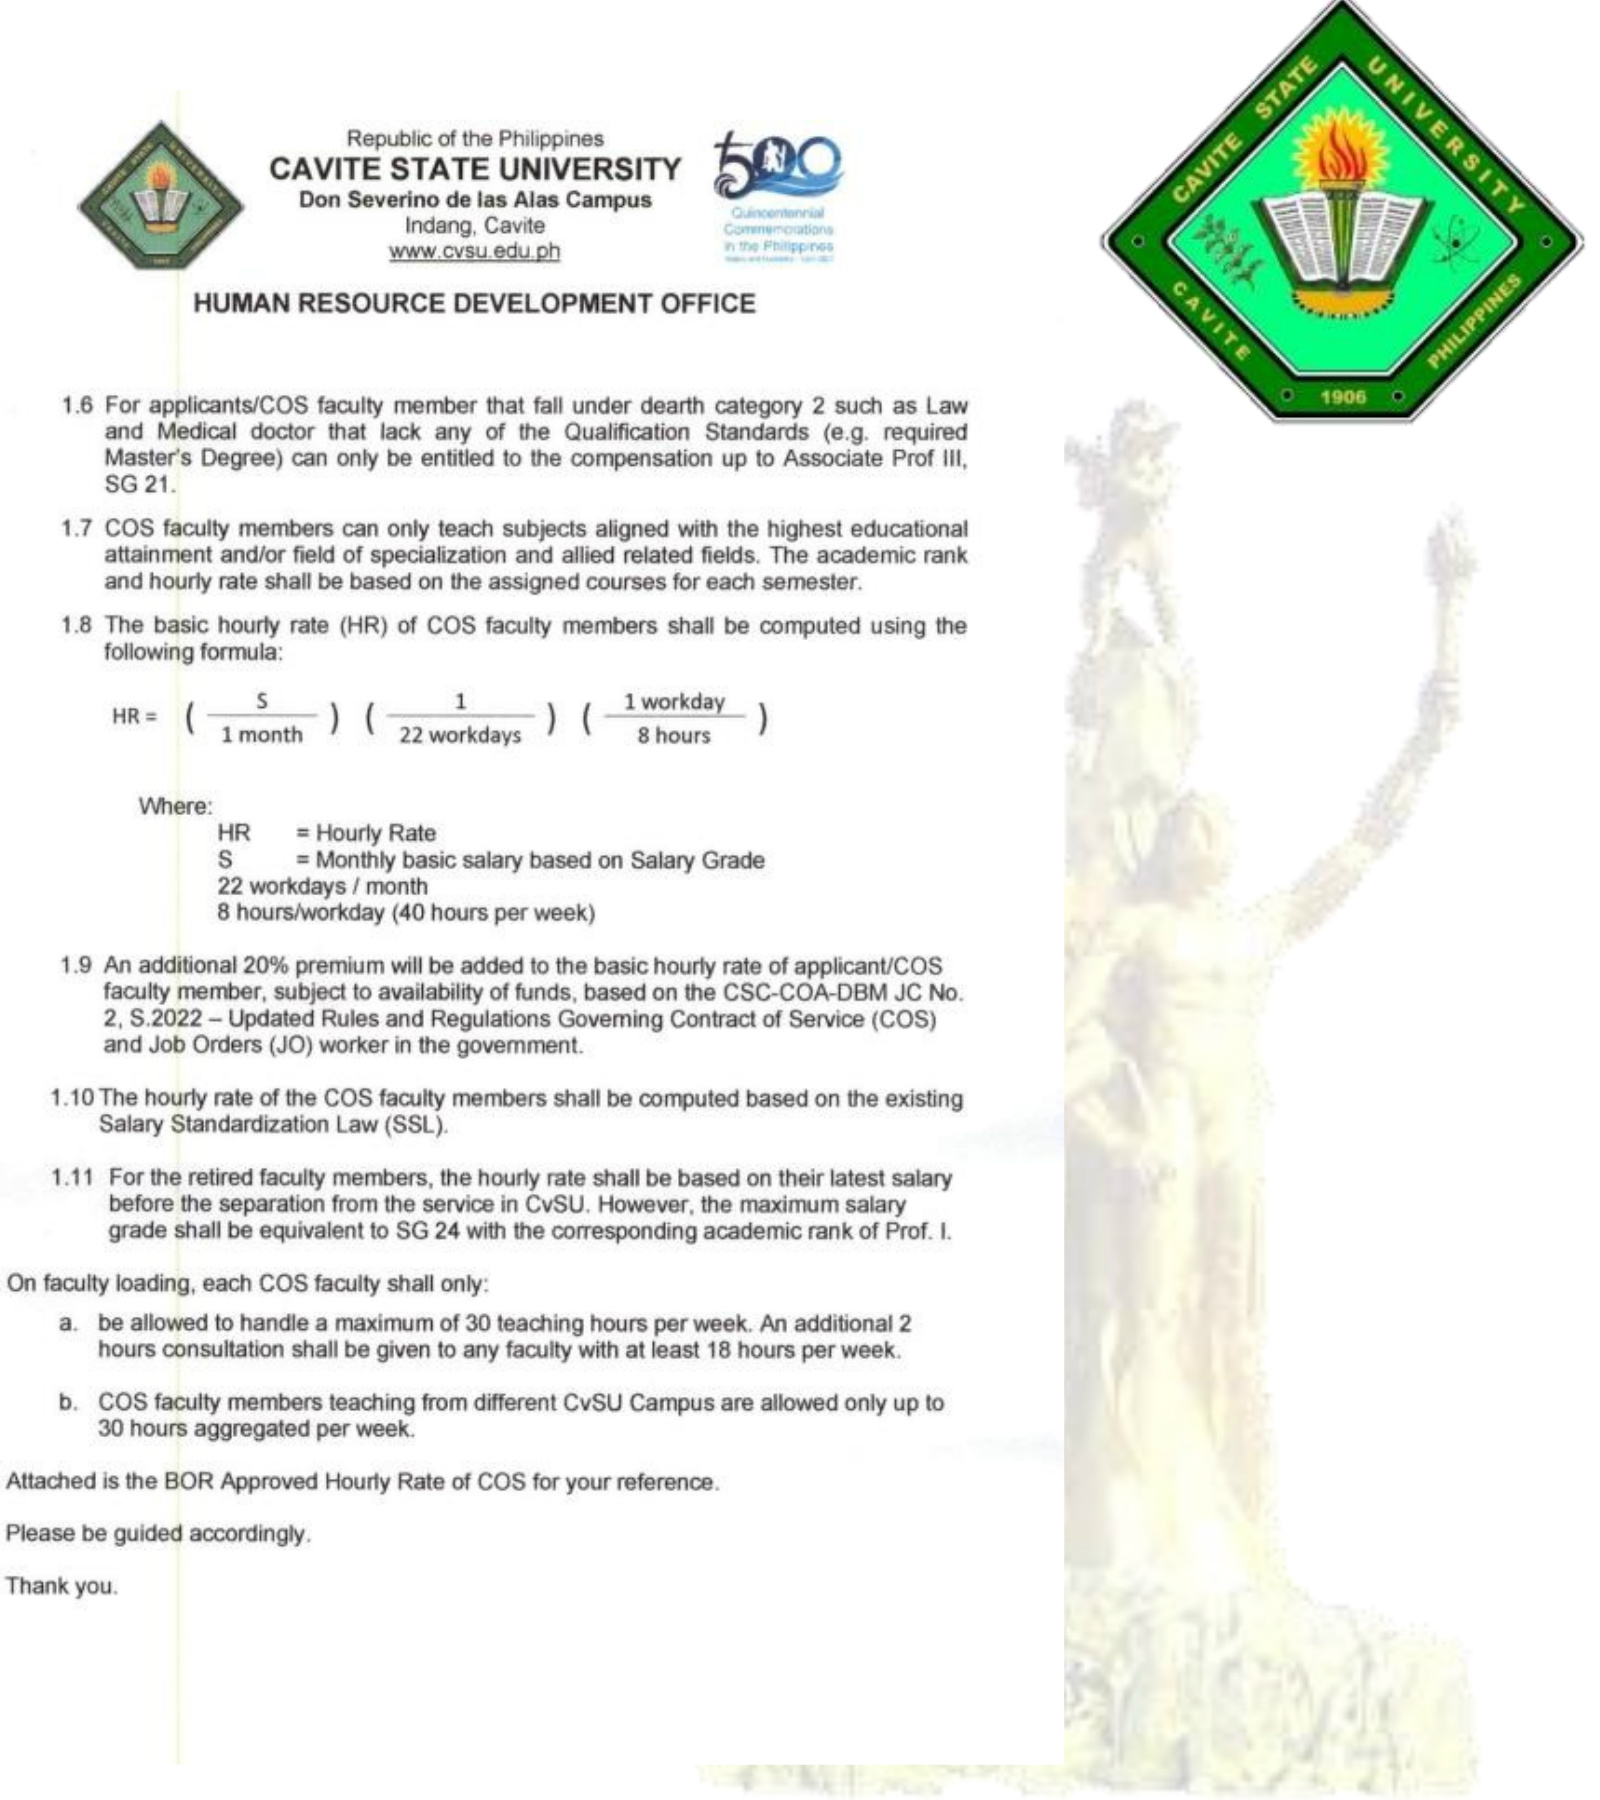 Republic of the Philippines
CAVITE STATE UNIVERSITY
Don Severino de las Alas Campus
Indang, Cavite
www.cvsu.edu.ph
500
Quincentennial
Commemorations
in the Philippines
HUMAN RESOURCE DEVELOPMENT OFFICE
CAVITE STATE UNIVERSITY
CAVITE PHILIPPINES
1906
1.6 For applicants/COS faculty member that fall under dearth category 2 such as Law
and Medical doctor that lack any of the Qualification Standards (e.g. required
Master's Degree) can only be entitled to the compensation up to Associate Prof III,
SG 21.
1.7 COS faculty members can only teach subjects aligned with the highest educational
attainment and/or field of specialization and allied related fields. The academic rank
and hourly rate shall be based on the assigned courses for each semester.
1.8 The basic hourly rate (HR) of COS faculty members shall be computed using the
following formula:
HR = ( S / 1 month ) ( 1 / 22 workdays ) ( 1 workday / 8 hours )
Where:
HR = Hourly Rate
S = Monthly basic salary based on Salary Grade
22 workdays / month
8 hours/workday (40 hours per week)
1.9 An additional 20% premium will be added to the basic hourly rate of applicant/COS
faculty member, subject to availability of funds, based on the CSC-COA-DBM JC No.
2, S.2022 – Updated Rules and Regulations Governing Contract of Service (COS)
and Job Orders (JO) worker in the government.
1.10 The hourly rate of the COS faculty members shall be computed based on the existing
Salary Standardization Law (SSL).
1.11 For the retired faculty members, the hourly rate shall be based on their latest salary
before the separation from the service in CvSU. However, the maximum salary
grade shall be equivalent to SG 24 with the corresponding academic rank of Prof. I.
On faculty loading, each COS faculty shall only:
a. be allowed to handle a maximum of 30 teaching hours per week. An additional 2
hours consultation shall be given to any faculty with at least 18 hours per week.
b. COS faculty members teaching from different CvSU Campus are allowed only up to
30 hours aggregated per week.
Attached is the BOR Approved Hourly Rate of COS for your reference.
Please be guided accordingly.
Thank you.